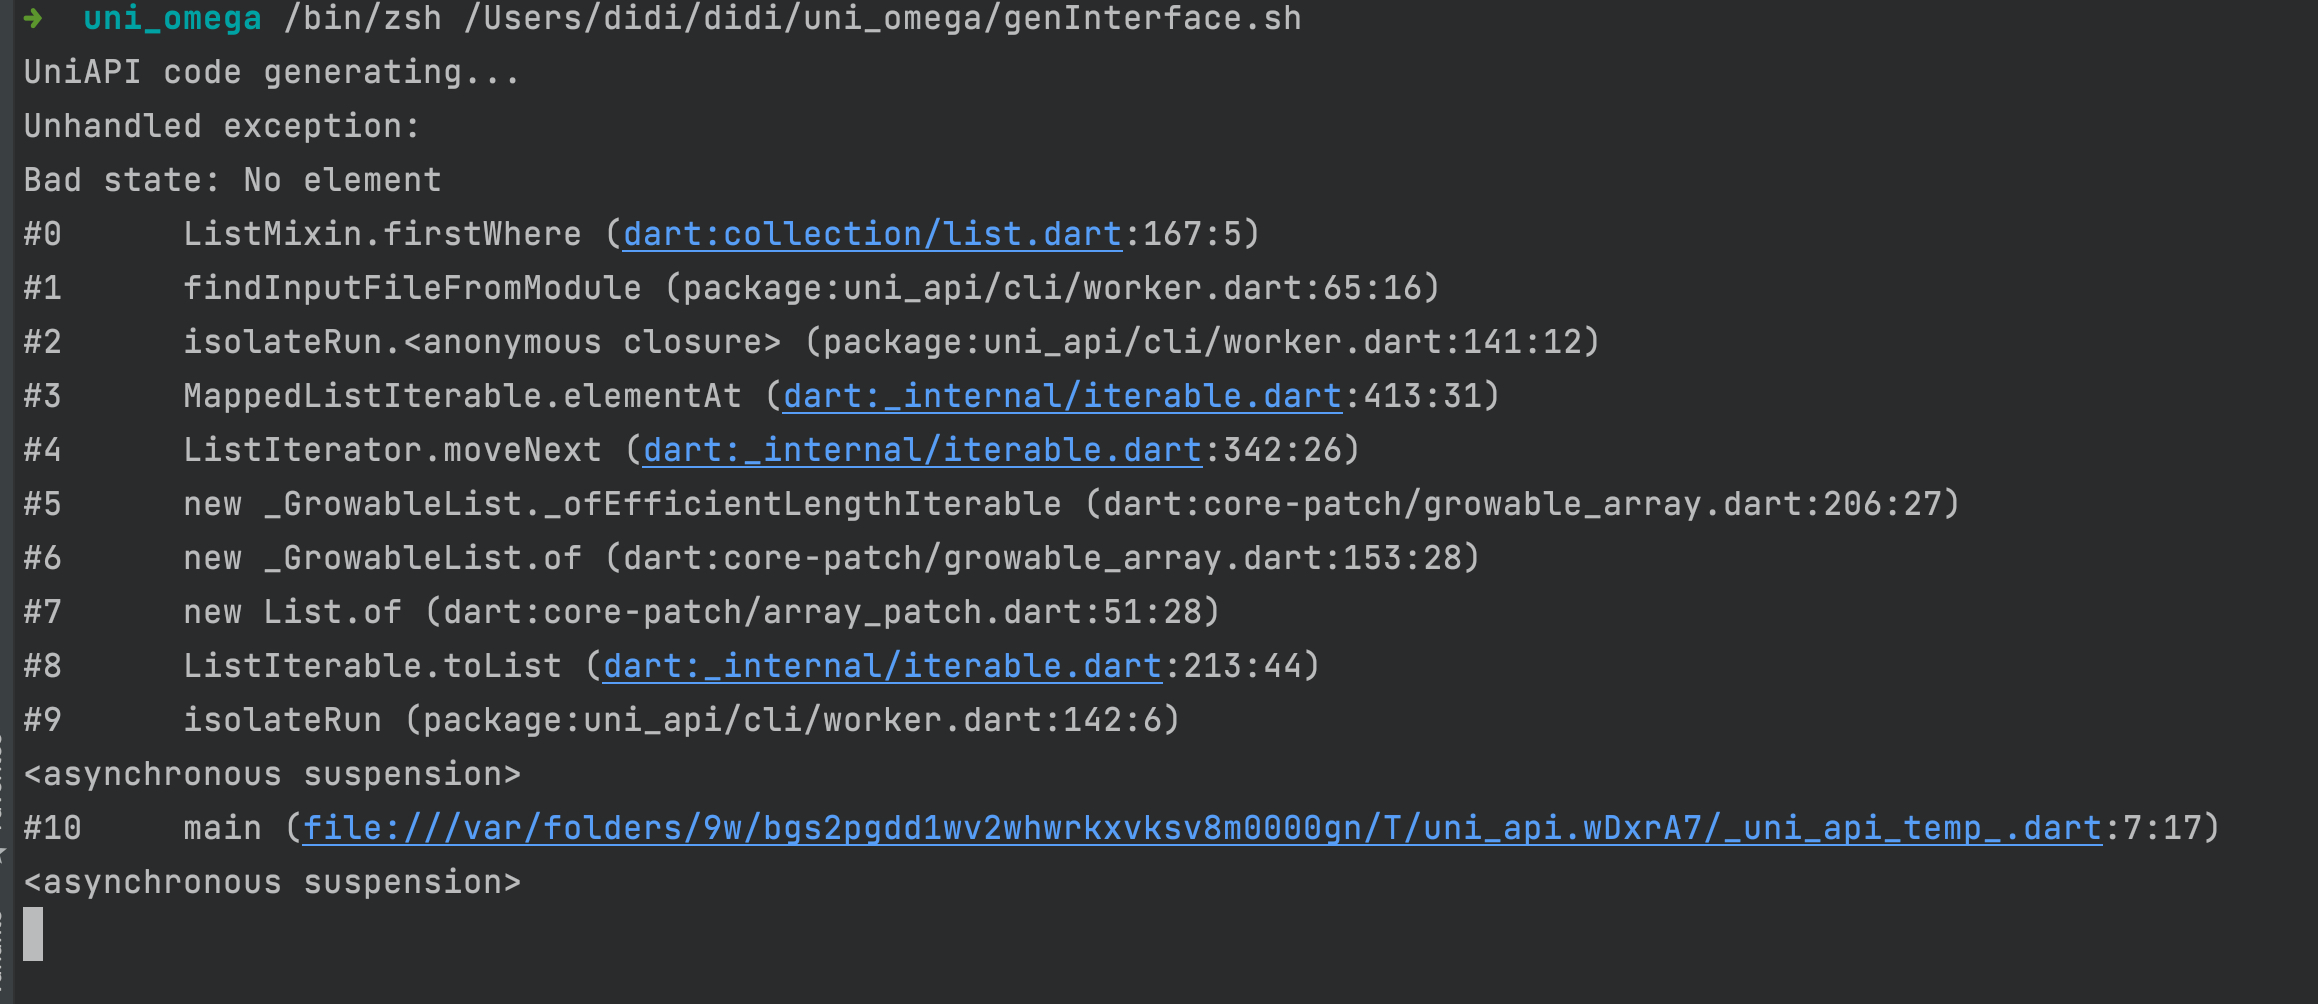 ➜  uni_omega /bin/zsh /Users/didi/didi/uni_omega/genInterface.sh
UniAPI code generating...
Unhandled exception:
Bad state: No element
#0      ListMixin.firstWhere (dart:collection/list.dart:167:5)
#1      findInputFileFromModule (package:uni_api/cli/worker.dart:65:16)
#2      isolateRun.<anonymous closure> (package:uni_api/cli/worker.dart:141:12)
#3      MappedListIterable.elementAt (dart:_internal/iterable.dart:413:31)
#4      ListIterator.moveNext (dart:_internal/iterable.dart:342:26)
#5      new _GrowableList._ofEfficientLengthIterable (dart:core-patch/growable_array.dart:206:27)
#6      new _GrowableList.of (dart:core-patch/growable_array.dart:153:28)
#7      new List.of (dart:core-patch/array_patch.dart:51:28)
#8      ListIterable.toList (dart:_internal/iterable.dart:213:44)
#9      isolateRun (package:uni_api/cli/worker.dart:142:6)
<asynchronous suspension>
#10     main (file:///var/folders/9w/bgs2pgdd1wv2whwrkxvksv8m0000gn/T/uni_api.wDxrA7/_uni_api_temp_.dart:7:17)
<asynchronous suspension>